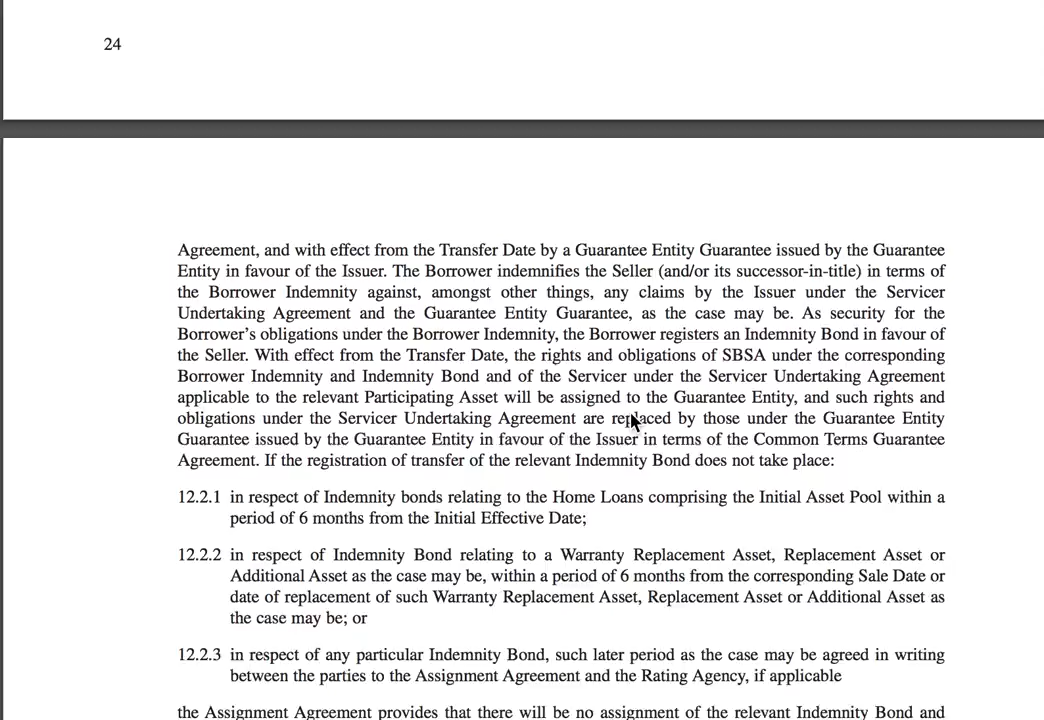 24
Agreement, and with effect from the Transfer Date by a Guarantee Entity Guarantee issued by the Guarantee
Entity in favour of the Issuer. The Borrower indemnifies the Seller (and/or its successor-in-title) in terms of
the Borrower Indemnity against, amongst other things, any claims by the Issuer under the Servicer
Undertaking Agreement and the Guarantee Entity Guarantee, as the case may be. As security for the
Borrower's obligations under the Borrower Indemnity, the Borrower registers an Indemnity Bond in favour of
the Seller. With effect from the Transfer Date, the rights and obligations of SBSA under the corresponding
Borrower Indemnity and Indemnity Bond and of the Servicer under the Servicer Undertaking Agreement
applicable to the relevant Participating Asset will be assigned to the Guarantee Entity, and such rights and
obligations under the Servicer Undertaking Agreement are replaced by those under the Guarantee Entity
Guarantee issued by the Guarantee Entity in favour of the Issuer in terms of the Common Terms Guarantee
Agreement. If the registration of transfer of the relevant Indemnity Bond does not take place:
12.2.1 in respect of Indemnity bonds relating to the Home Loans comprising the Initial Asset Pool within a
period of 6 months from the Initial Effective Date;
12.2.2 in respect of Indemnity Bond relating to a Warranty Replacement Asset, Replacement Asset or
Additional Asset as the case may be, within a period of 6 months from the corresponding Sale Date or
date of replacement of such Warranty Replacement Asset, Replacement Asset or Additional Asset as
the case may be; or
12.2.3 in respect of any particular Indemnity Bond, such later period as the case may be agreed in writing
between the parties to the Assignment Agreement and the Rating Agency, if applicable
the Assignment Agreement provides that there will be no assignment of the relevant Indemnity Bond and